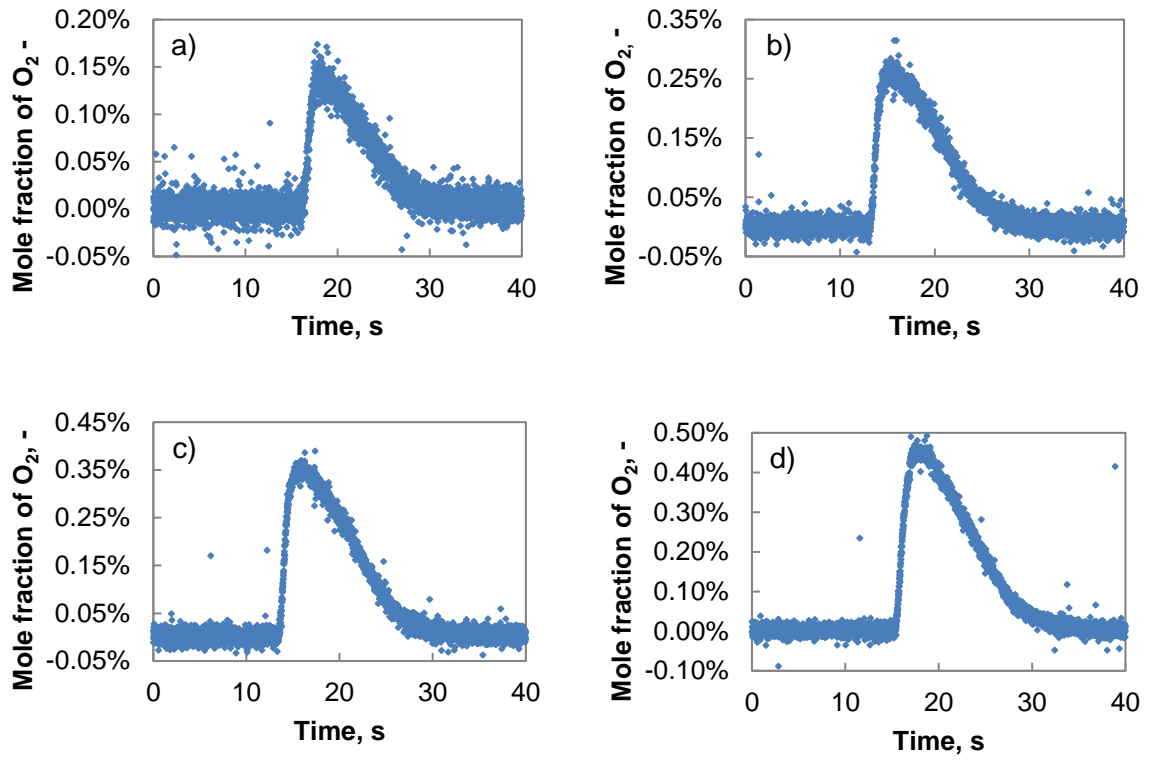 a)
Mole fraction of O2 -
0.20%
0.15%
0.10%
0.05%
0.00%
-0.05%
0 10 20 30 40
Time, s
b)
Mole fraction of O2, -
0.35%
0.25%
0.15%
0.05%
-0.05%
0 10 20 30 40
Time, s
c)
Mole fraction of O2, -
0.45%
0.35%
0.25%
0.15%
0.05%
-0.05%
0 10 20 30 40
Time, s
d)
Mole fraction of O2, -
0.50%
0.40%
0.30%
0.20%
0.10%
0.00%
-0.10%
0 10 20 30 40
Time, s